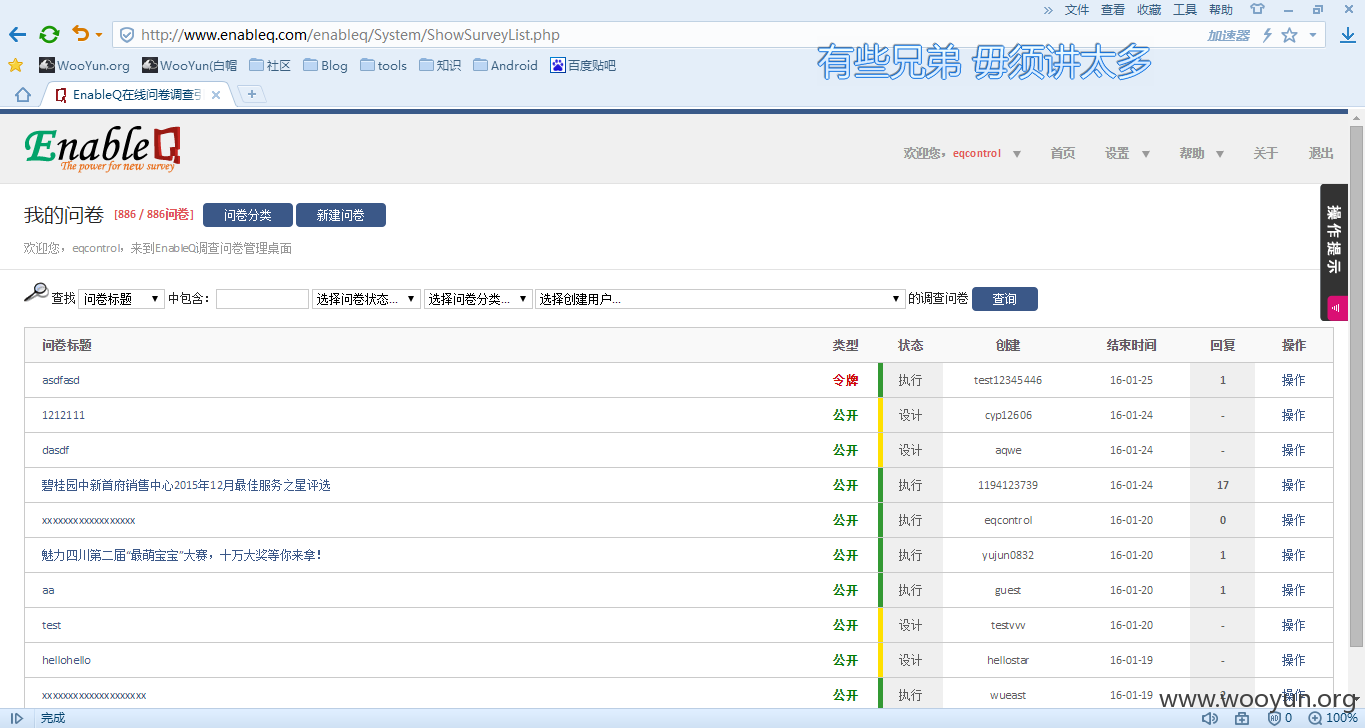 » 文件 查看 收藏 工具 帮助
http://www.enableq.com/enableq/System/ShowSurveyList.php 加速器
有些兄弟 毋须讲太多
WooYun.org WooYun(白帽 社区 Blog tools 知识 Android 百度贴吧
EnableQ在线问卷调查引
EnableQ
The power for new survey
欢迎您，eqcontrol 首页 设置 帮助 关于 退出
我的问卷 [886 / 886问卷] 问卷分类 新建问卷
欢迎您，eqcontrol，来到EnableQ调查问卷管理桌面
操作提示
查找 问卷标题 中包含： 选择问卷状态... 选择问卷分类... 选择创建用户... 的调查问卷 查询
问卷标题 类型 状态 创建 结束时间 回复 操作
asdfasd 令牌 执行 test12345446 16-01-25 1 操作
1212111 公开 设计 cyp12606 16-01-24 - 操作
dasdf 公开 设计 aqwe 16-01-24 - 操作
碧桂园中新首府销售中心2015年12月最佳服务之星评选 公开 执行 1194123739 16-01-24 17 操作
xxxxxxxxxxxxxxxxxx 公开 执行 eqcontrol 16-01-20 0 操作
魅力四川第二届“最萌宝宝”大赛，十万大奖等你来拿！ 公开 执行 yujun0832 16-01-20 1 操作
aa 公开 执行 guest 16-01-20 1 操作
test 公开 设计 testvvv 16-01-20 - 操作
hellohello 公开 设计 hellostar 16-01-19 - 操作
xxxxxxxxxxxxxxxxxxxx 公开 执行 wueast 16-01-19 2 操作
www.wooyun.org
完成 0 100%